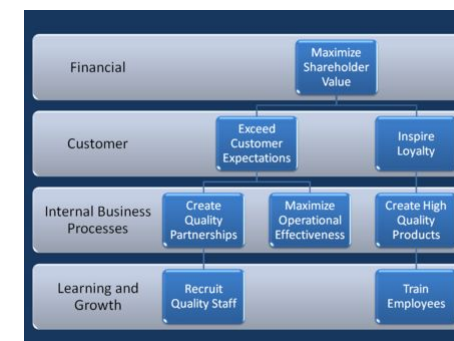 Financial
Maximize
Shareholder
Value
Customer
Exceed
Customer
Expectations
Inspire
Loyalty
Internal Business
Processes
Create
Quality
Partnerships
Maximize
Operational
Effectiveness
Create High
Quality
Products
Learning and
Growth
Recruit
Quality Staff
Train
Employees